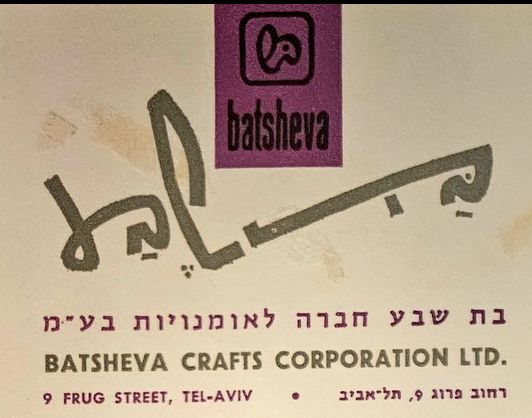 batsheva
בת שבע חברה לאומנויות בע״מ
BATSHEVA CRAFTS CORPORATION LTD.
9 FRUG STREET, TEL-AVIV • רחוב פרוג 9, תל־אביב